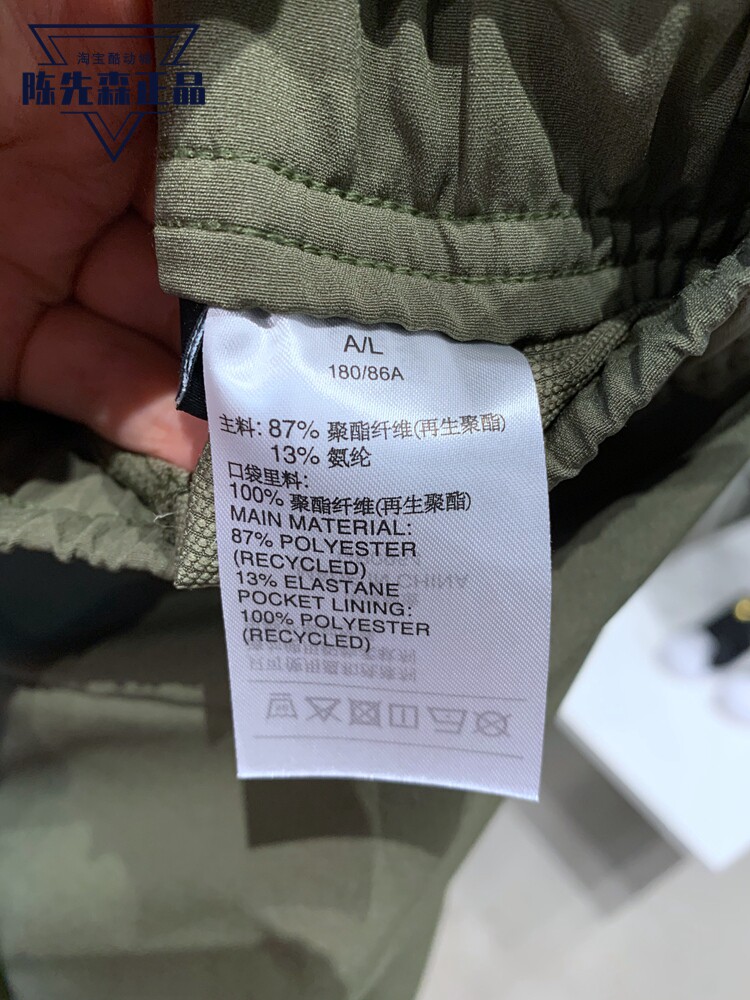 淘宝酷动城
陈先森正品
A/L
180/86A
主料: 87% 聚酯纤维(再生聚酯)
13% 氨纶
口袋里料:
100% 聚酯纤维(再生聚酯)
MAIN MATERIAL:
87% POLYESTER
(RECYCLED)
13% ELASTANE
POCKET LINING:
100% POLYESTER
(RECYCLED)